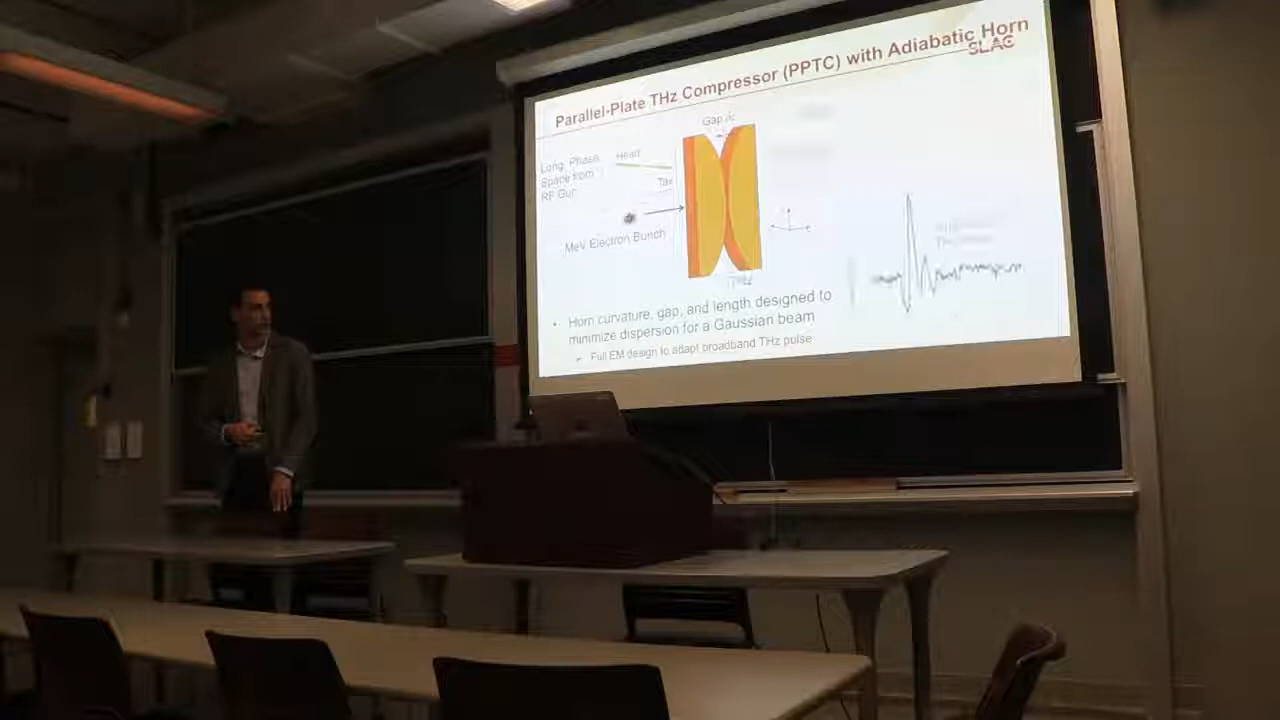 Parallel-Plate THz Compressor (PPTC) with Adiabatic Horn
SLAC
Gap
Long. Phase
Space from
RF Gun
Head
Tail
MeV Electron Bunch
THz
• Horn curvature, gap, and length designed to
minimize dispersion for a Gaussian beam
➢ Full EM design to adapt broadband THz pulse